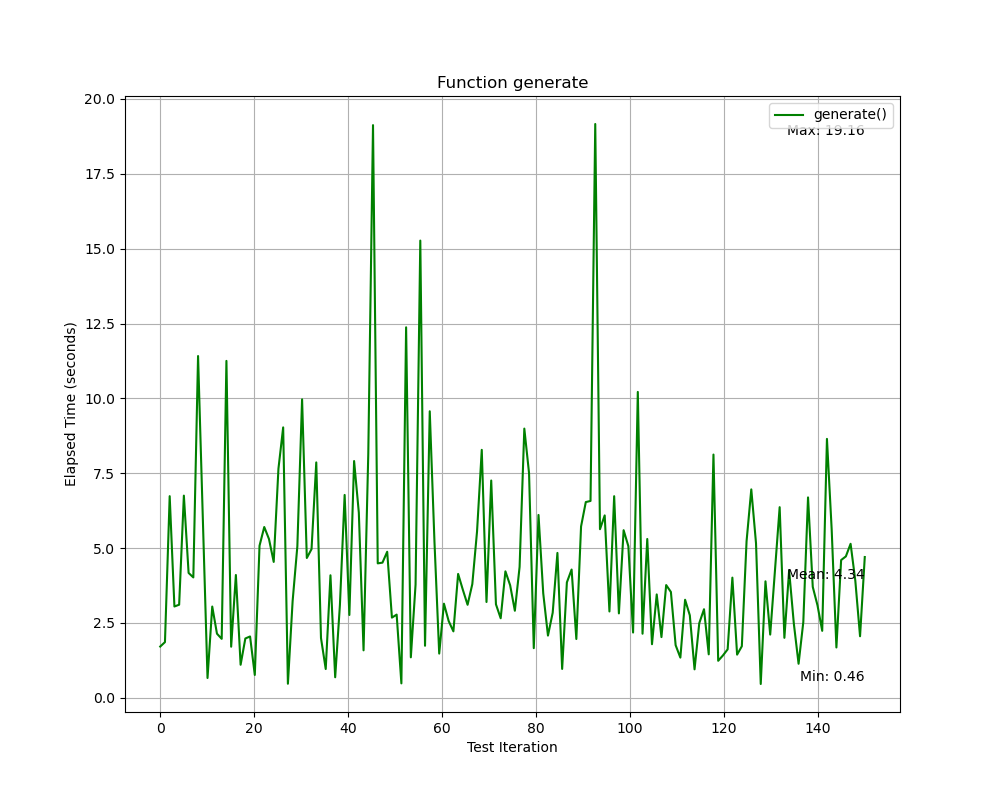 Function generate
generate()
Max: 19.16
Mean: 4.34
Min: 0.46
Elapsed Time (seconds)
20.0
17.5
15.0
12.5
10.0
7.5
5.0
2.5
0.0
0 20 40 60 80 100 120 140
Test Iteration